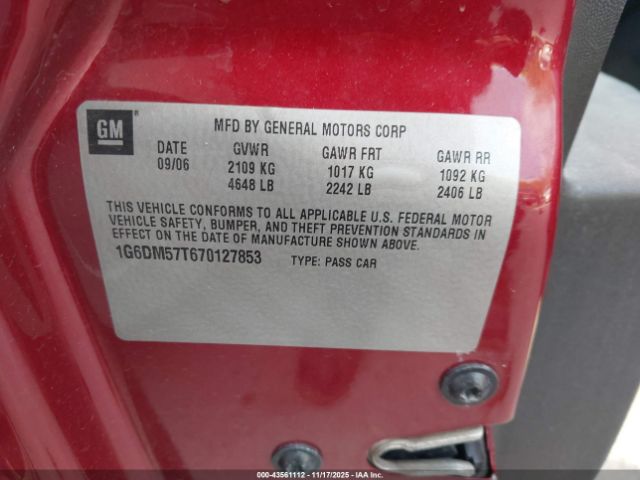 GM
MFD BY GENERAL MOTORS CORP
DATE GVWR GAWR FRT GAWR RR
09/06 2109 KG 1017 KG 1092 KG
4648 LB 2242 LB 2406 LB
THIS VEHICLE CONFORMS TO ALL APPLICABLE U.S. FEDERAL MOTOR
VEHICLE SAFETY, BUMPER, AND THEFT PREVENTION STANDARDS
IN EFFECT ON THE DATE OF MANUFACTURE SHOWN ABOVE.
1G6DM57T670127853 TYPE: PASS CAR
000-43561112 - 11/17/2025 - IAAI.COM